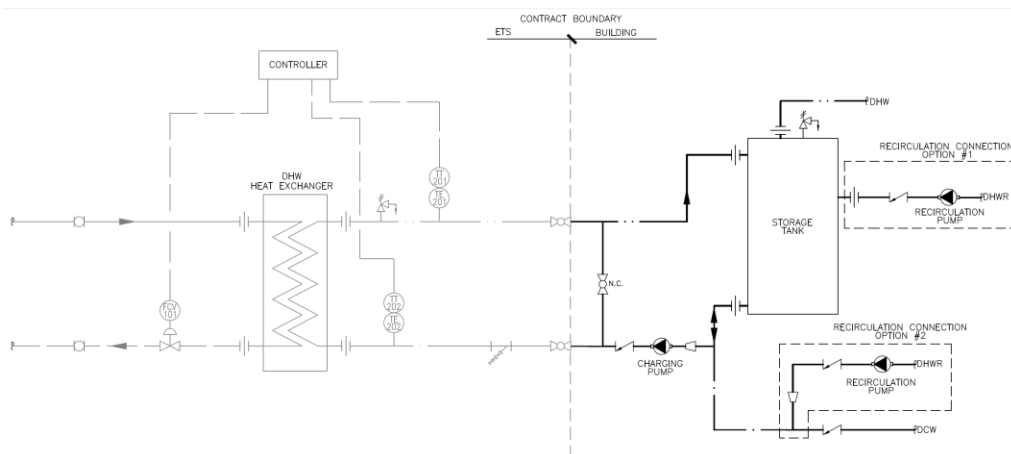 CONTRACT BOUNDARY
ETS
BUILDING
CONTROLLER
DHW
RECIRCULATION CONNECTION
OPTION #1
DHWR
RECIRCULATION
PUMP
DHW
HEAT EXCHANGER
TT
201
TE
201
STORAGE
TANK
N.C.
FCV
101
TT
202
TE
202
CHARGING
PUMP
RECIRCULATION CONNECTION
OPTION #2
DHWR
RECIRCULATION
PUMP
DCW